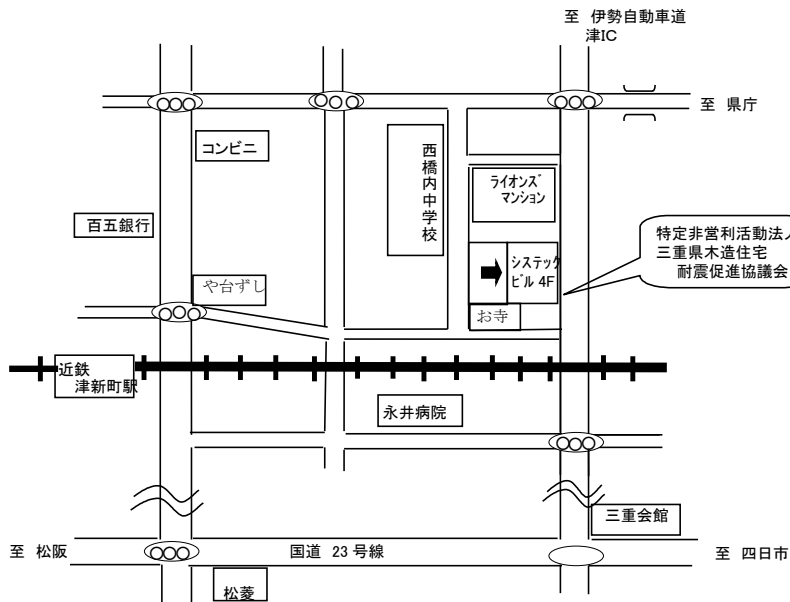 至 伊勢自動車道
津IC
至 県庁
コンビニ
西橋内中学校
ライオンズ
マンション
百五銀行
特定非営利活動法人
三重県木造住宅
耐震促進協議会
システック
ビル 4F
や台ずし
お寺
近鉄
津新町駅
永井病院
三重会館
至 松阪
国道 23 号線
至 四日市
松菱